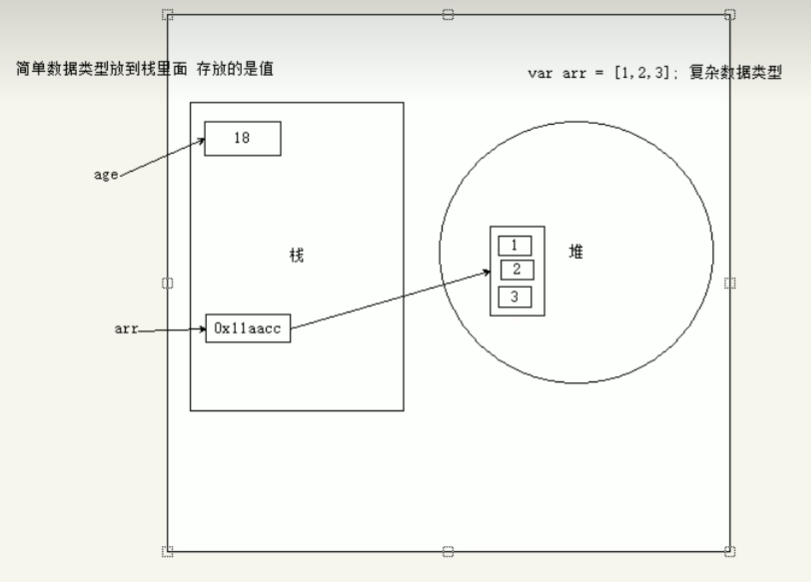 简单数据类型放到栈里面 存放的是值
var arr = [1,2,3]; 复杂数据类型
18
age
栈
堆
1
2
3
arr
0x11aacc